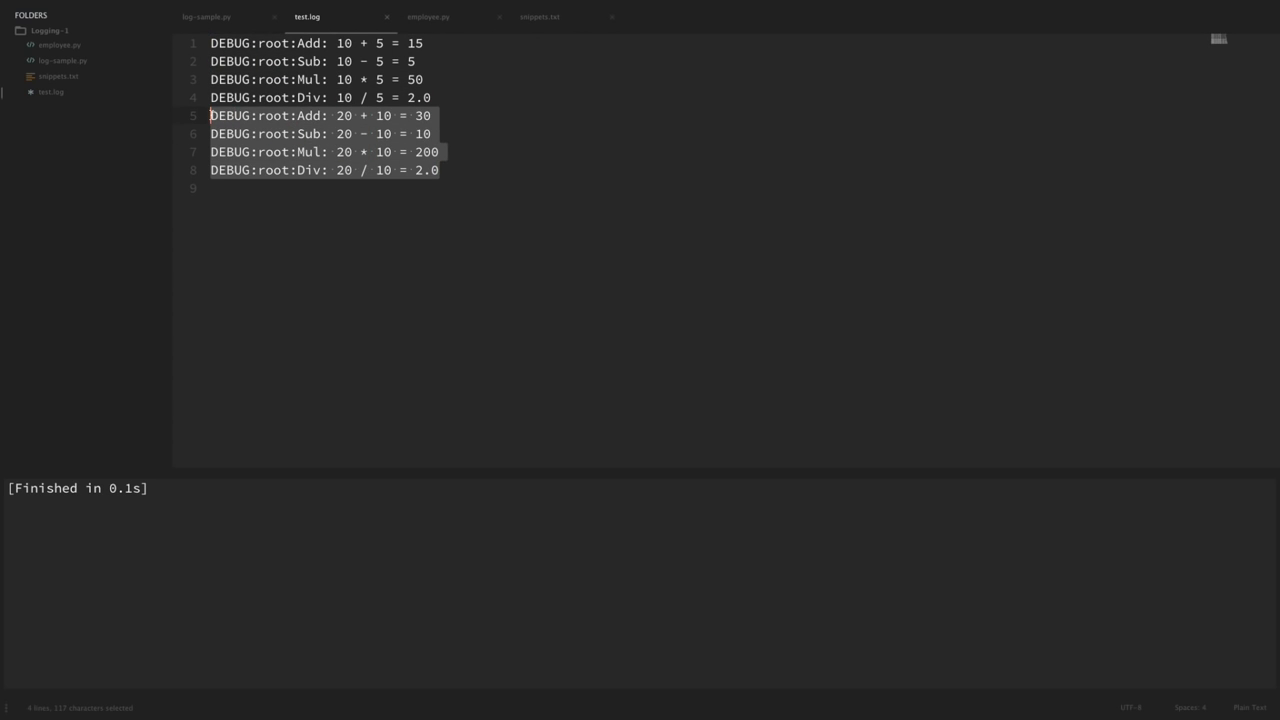 FOLDERS
Logging-1
employee.py
log-sample.py
snippets.txt
test.log
log-sample.py × test.log × employee.py × snippets.txt ×
1 DEBUG:root:Add: 10 + 5 = 15
2 DEBUG:root:Sub: 10 - 5 = 5
3 DEBUG:root:Mul: 10 * 5 = 50
4 DEBUG:root:Div: 10 / 5 = 2.0
5 DEBUG:root:Add: 20 + 10 = 30
6 DEBUG:root:Sub: 20 - 10 = 10
7 DEBUG:root:Mul: 20 * 10 = 200
8 DEBUG:root:Div: 20 / 10 = 2.0
9
[Finished in 0.1s]
4 lines, 117 characters selected
UTF-8 Spaces: 4 Plain Text